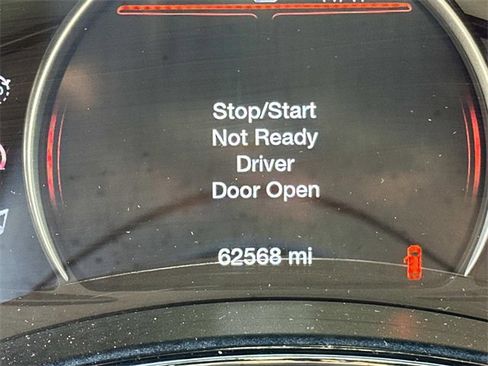 Stop/Start
Not Ready
Driver
Door Open
62568 mi